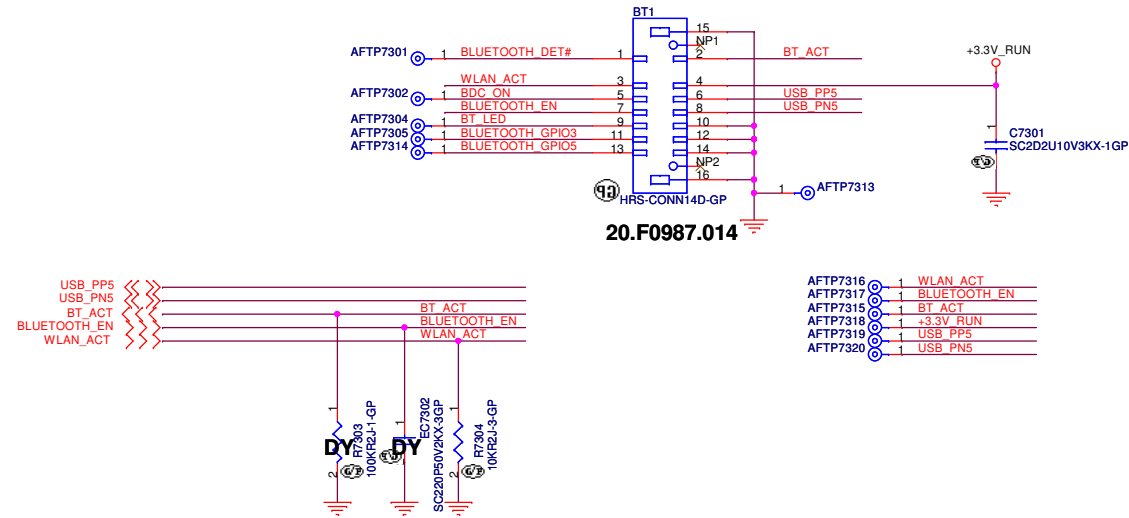 BT1
15
NP1
AFTP7301 1 BLUETOOTH_DET# 1 2 BT_ACT
+3.3V_RUN
WLAN_ACT 3 4
AFTP7302 1 BDC_ON 5 6 USB_PP5
BLUETOOTH_EN 7 8 USB_PN5
AFTP7304 1 BT_LED 9 10
AFTP7305 1 BLUETOOTH_GPIO3 11 12
AFTP7314 1 BLUETOOTH_GPIO5 13 14
1
C7301
SC2D2U10V3KX-1GP
NP2
16
1 AFTP7313
HRS-CONN14D-GP
20.F0987.014
USB_PP5
USB_PN5
BT_ACT BT_ACT
BLUETOOTH_EN BLUETOOTH_EN
WLAN_ACT WLAN_ACT
AFTP7316 1 WLAN_ACT
AFTP7317 1 BLUETOOTH_EN
AFTP7315 1 BT_ACT
AFTP7318 1 +3.3V_RUN
AFTP7319 1 USB_PP5
AFTP7320 1 USB_PN5
1
2
DY
R7303
100KR2J-1-GP
1
DY
EC7302
SC220P50V2KX-3GP
1
2
R7304
10KR2J-3-GP